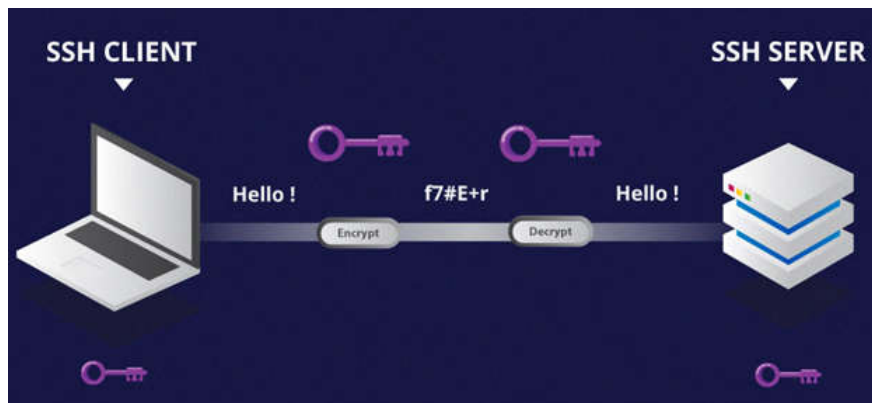 SSH CLIENT
SSH SERVER
Hello !
f7#E+r
Hello !
Encrypt
Decrypt